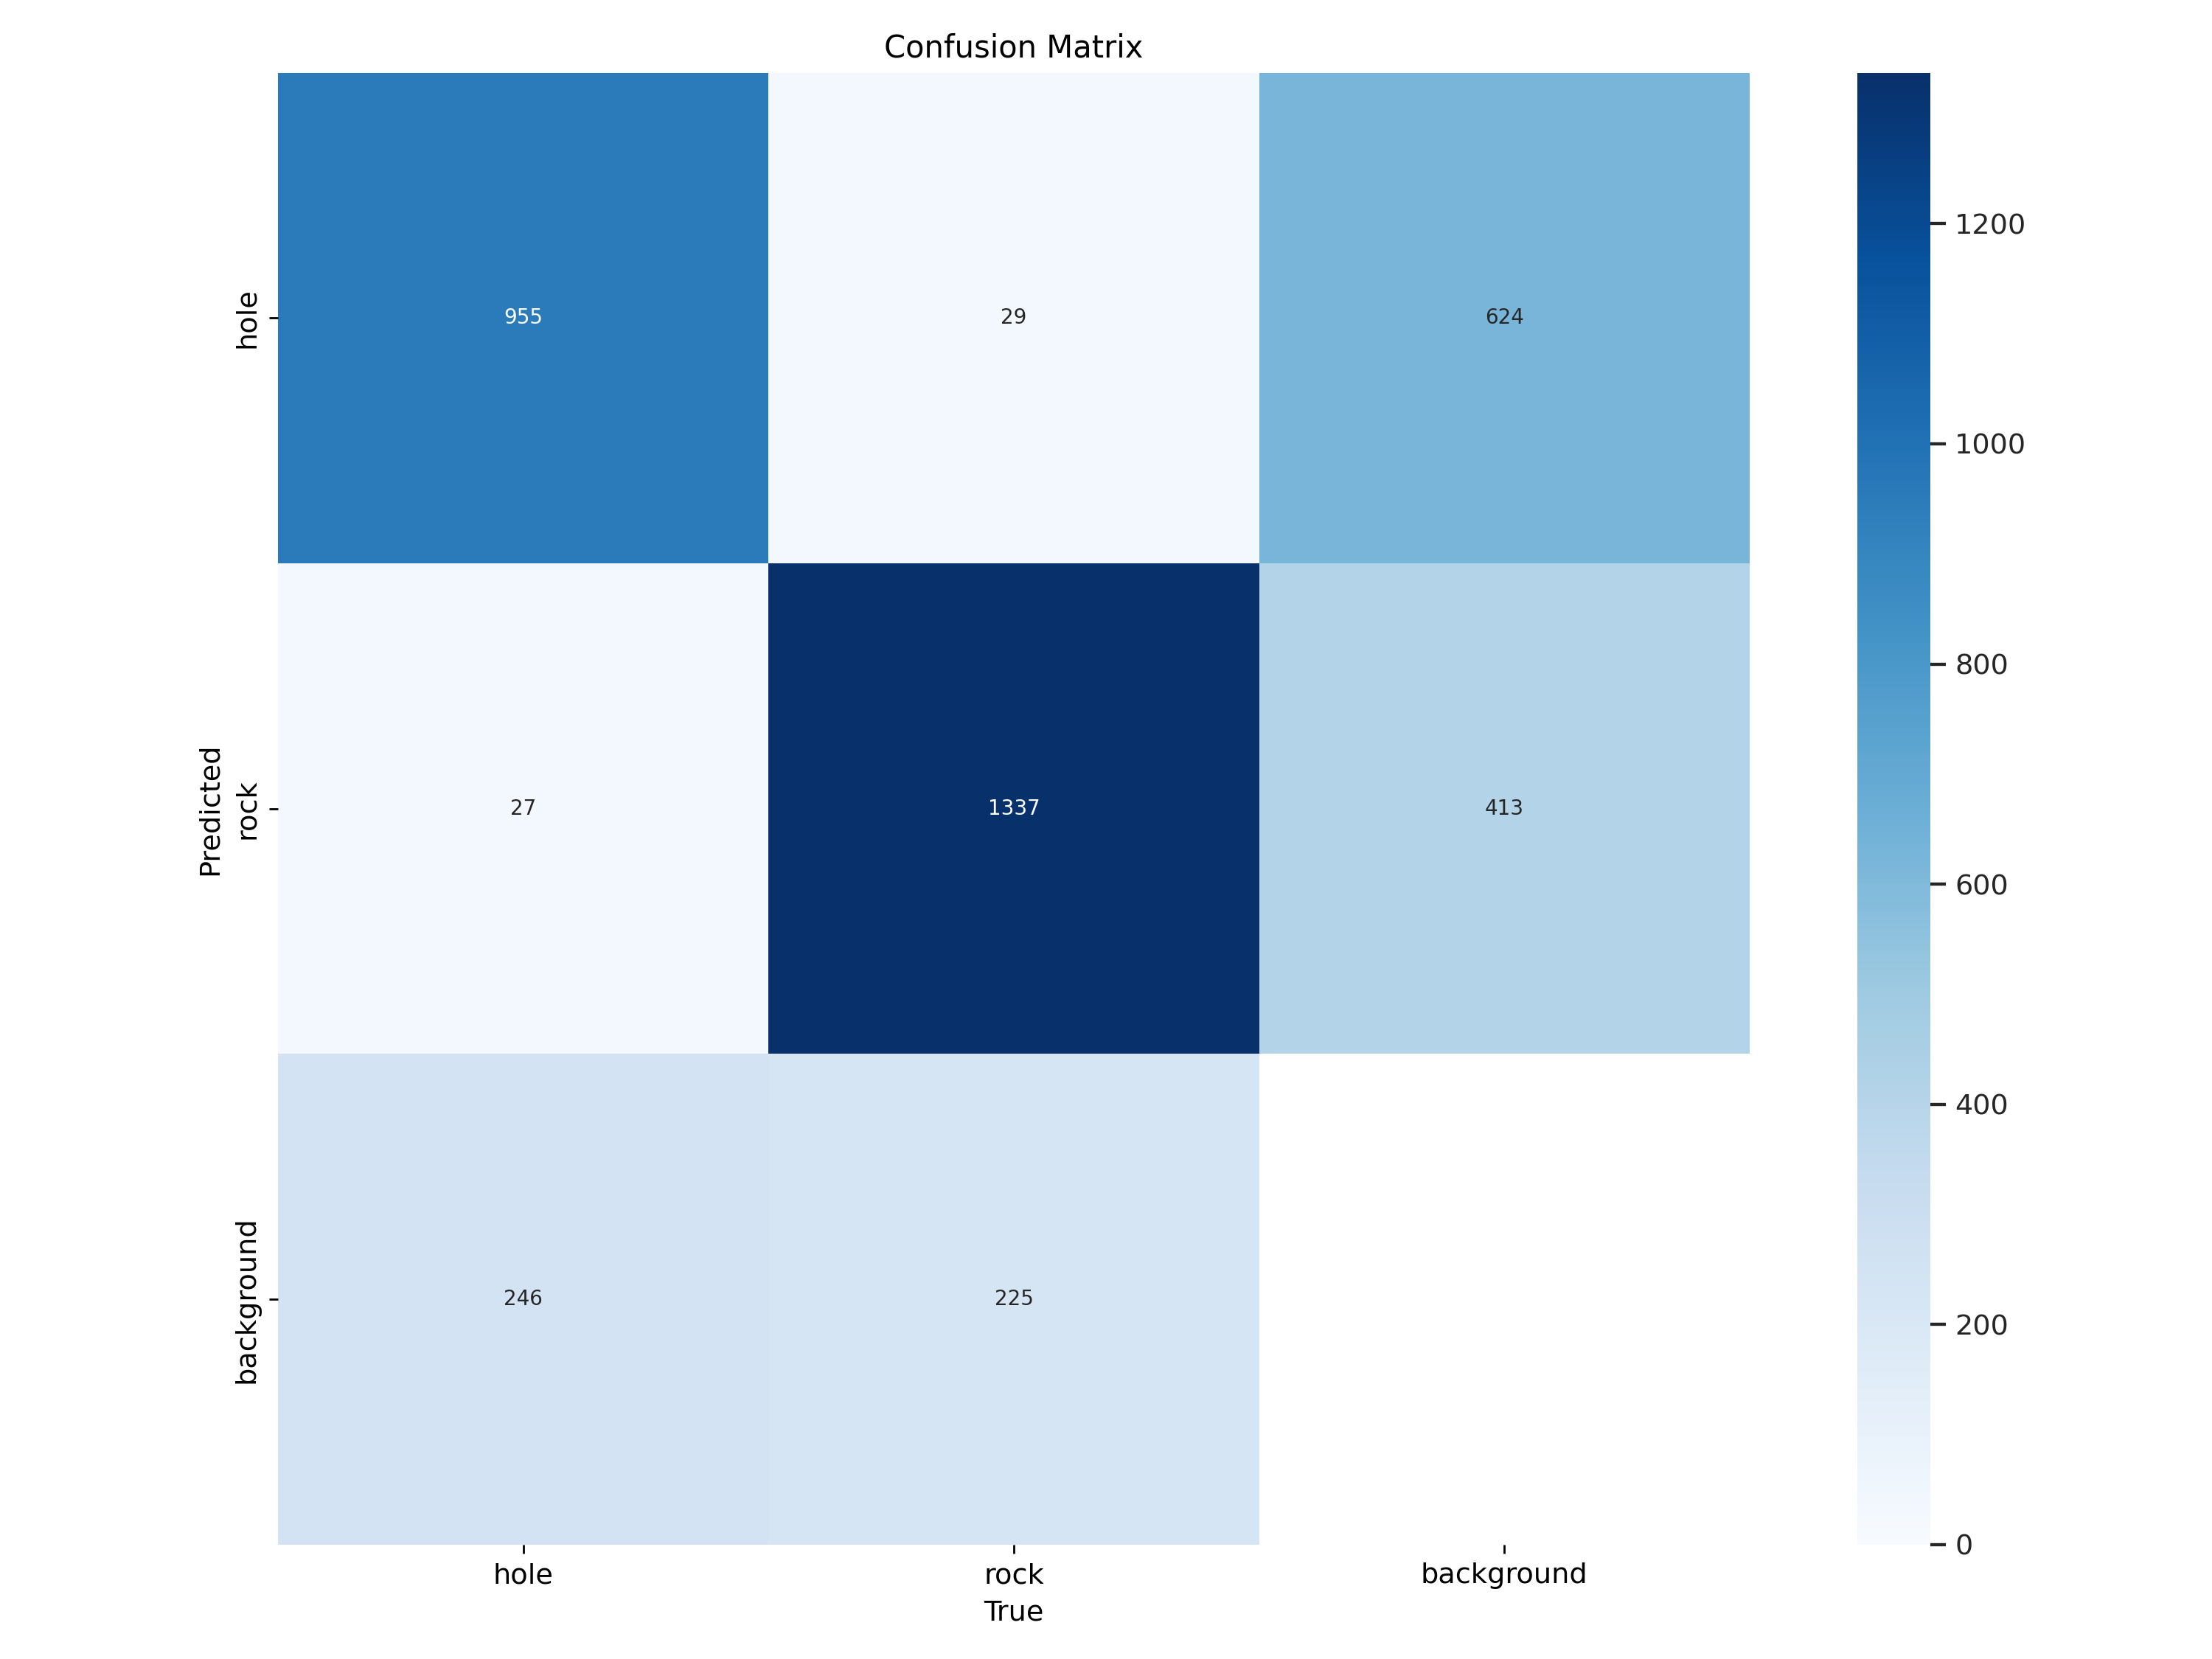 Confusion Matrix
Predicted
hole
955
29
624
rock
27
1337
413
background
246
225
hole
rock
background
True
1200
1000
800
600
400
200
0